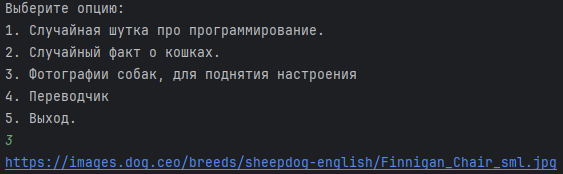 Выберите опцию:
1. Случайная шутка про программирование.
2. Случайный факт о кошках.
3. Фотографии собак, для поднятия настроения
4. Переводчик
5. Выход.
3
https://images.dog.ceo/breeds/sheepdog-english/Finnigan_Chair_sml.jpg